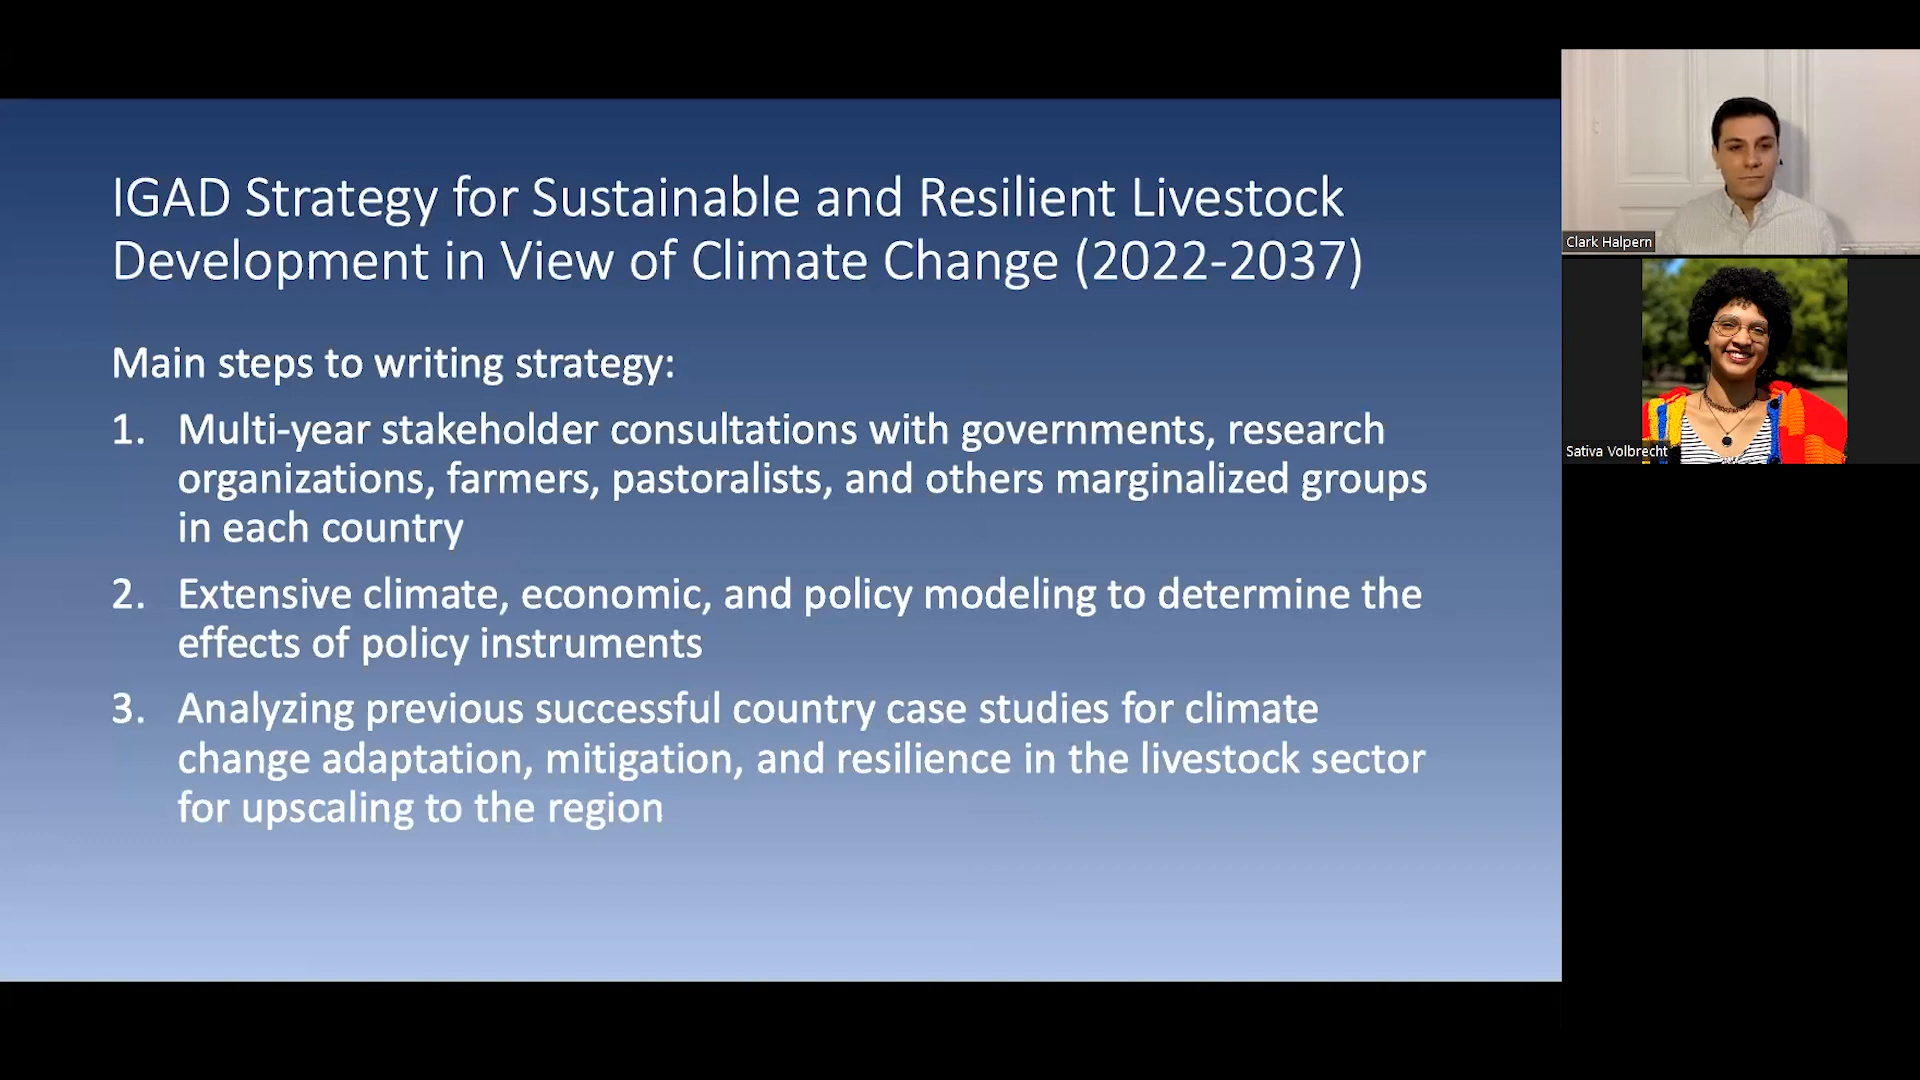 IGAD Strategy for Sustainable and Resilient Livestock
Development in View of Climate Change (2022-2037)
Main steps to writing strategy:
1. Multi-year stakeholder consultations with governments, research
organizations, farmers, pastoralists, and others marginalized groups
in each country
2. Extensive climate, economic, and policy modeling to determine the
effects of policy instruments
3. Analyzing previous successful country case studies for climate
change adaptation, mitigation, and resilience in the livestock sector
for upscaling to the region
Clark Halpern
Sativa Volbrecht